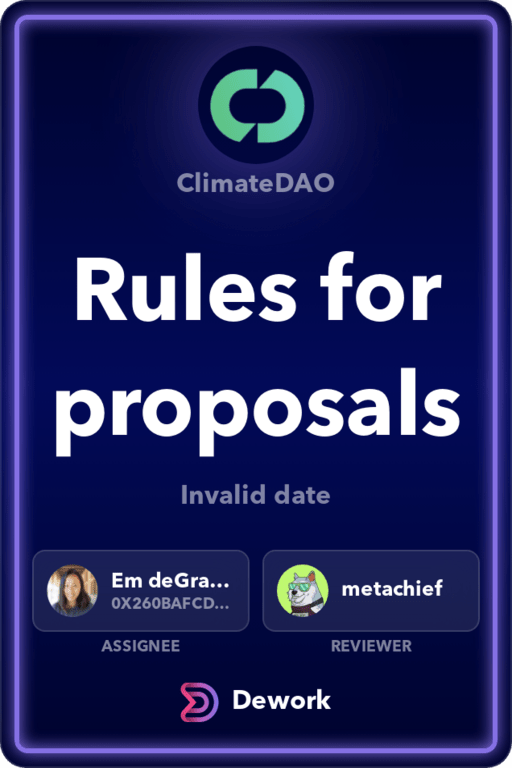 ClimateDAO
Rules for
proposals
Invalid date
Em deGra...
0X260BAFCD...
metachief
ASSIGNEE
REVIEWER
Dework